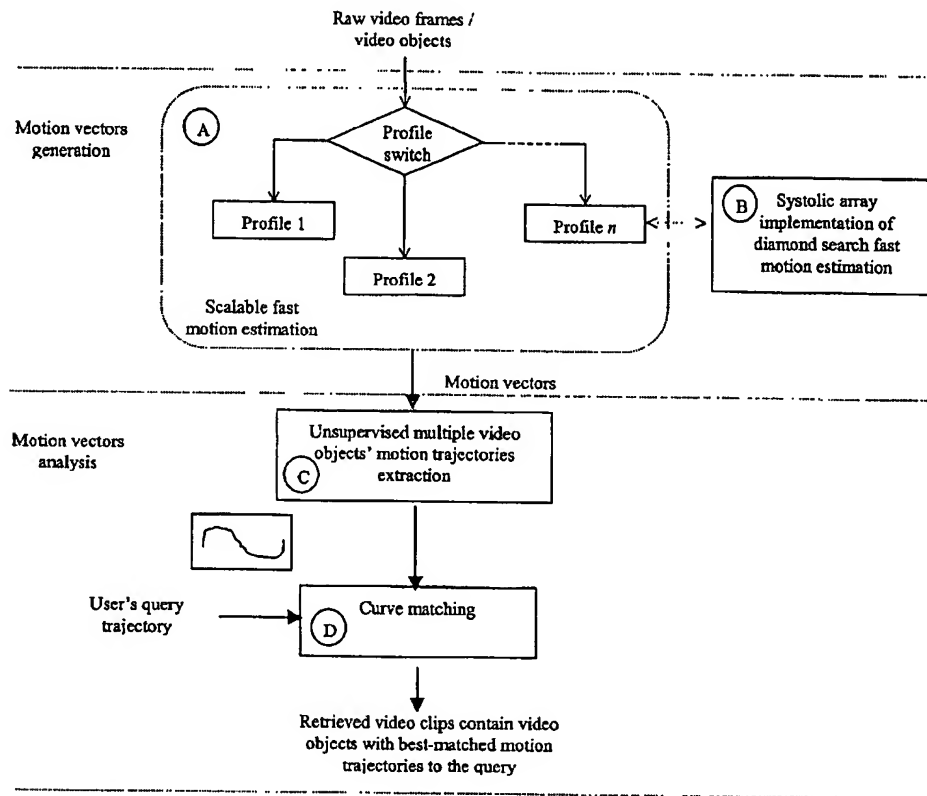 Raw video frames /
video objects
Motion vectors
generation
A
Profile
switch
Profile 1
Profile 2
Profile n
B
Systolic array
implementation of
diamond search fast
motion estimation
Scalable fast
motion estimation
Motion vectors
Motion vectors
analysis
Unsupervised multiple video
objects' motion trajectories
extraction
C
User's query
trajectory
Curve matching
D
Retrieved video clips contain video
objects with best-matched motion
trajectories to the query